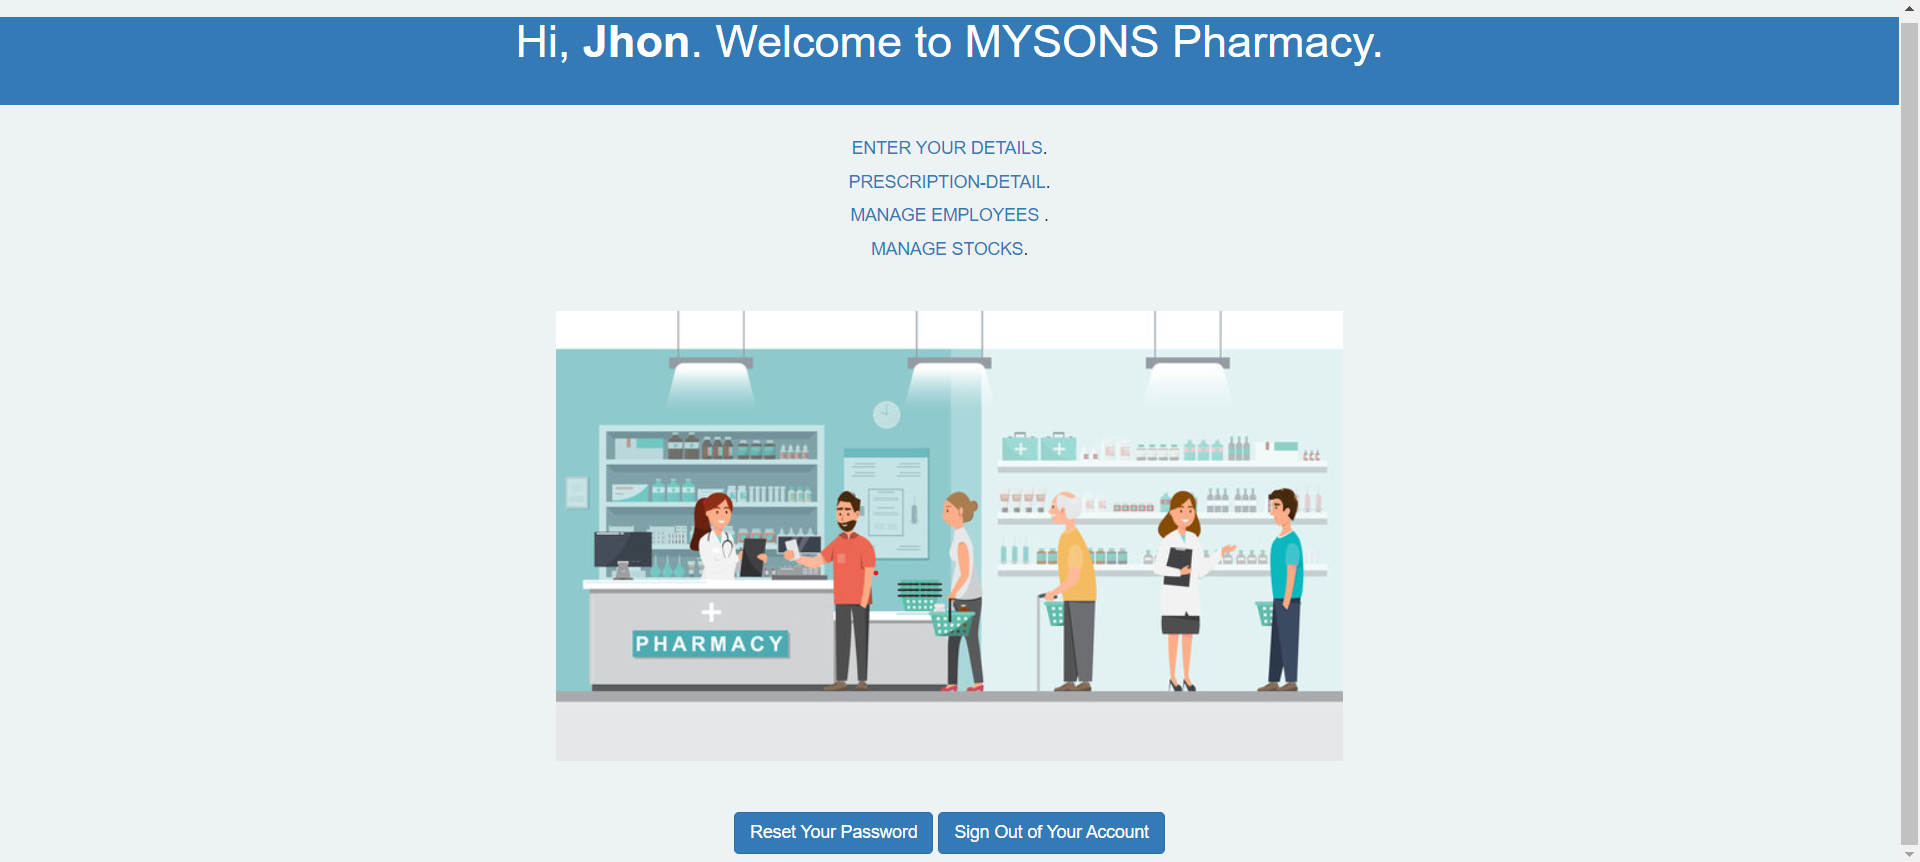 Hi, Jhon. Welcome to MYSONS Pharmacy.
ENTER YOUR DETAILS.
PRESCRIPTION-DETAIL.
MANAGE EMPLOYEES .
MANAGE STOCKS.
PHARMACY
Reset Your Password
Sign Out of Your Account